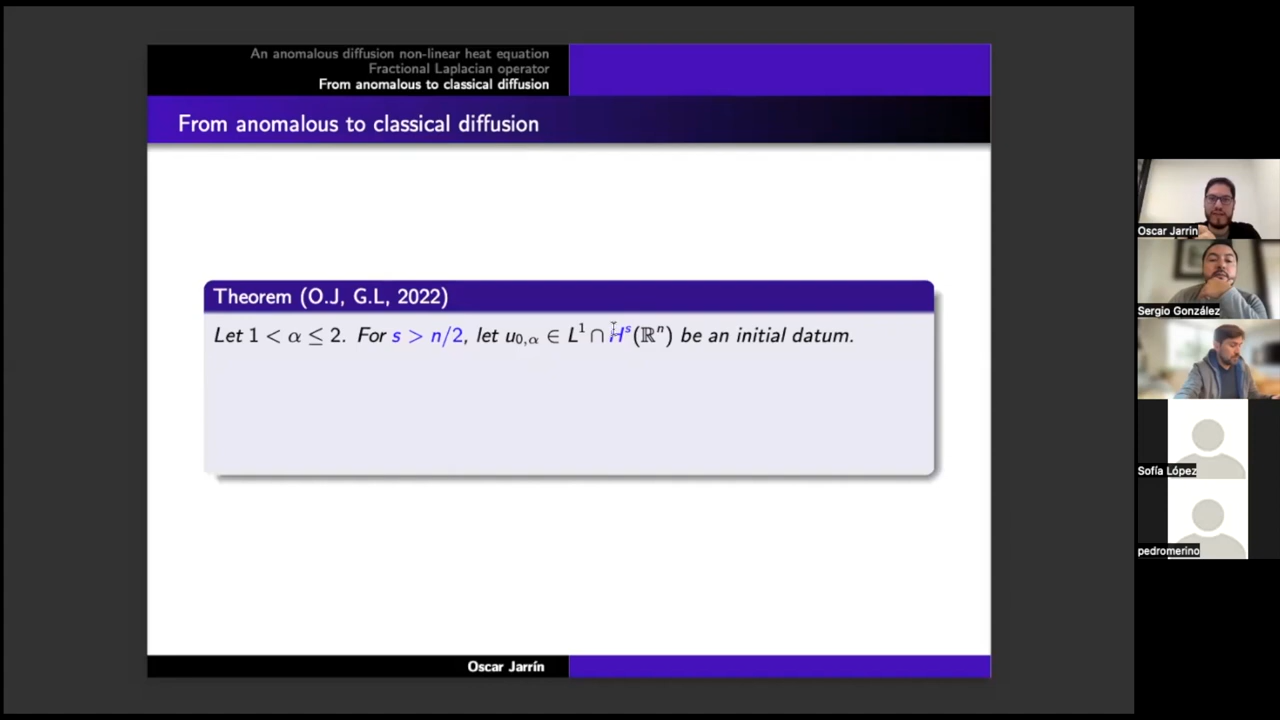 An anomalous diffusion non-linear heat equation
Fractional Laplacian operator
From anomalous to classical diffusion
From anomalous to classical diffusion
Theorem (O.J, G.L, 2022)
Let 1 < α ≤ 2. For s > n/2, let u₀,α ∈ L¹ ∩ Hˢ(ℝⁿ) be an initial datum.
Oscar Jarrín
Oscar Jarrin
Sergio González
Sofía López
pedromerino